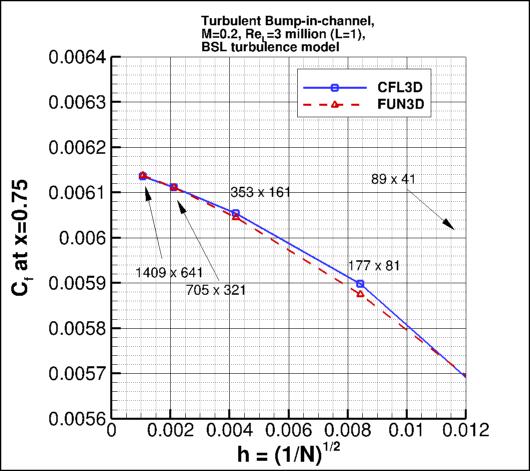 Turbulent Bump-in-channel,
M=0.2, ReL=3 million (L=1),
BSL turbulence model
CFL3D
FUN3D
0.0064
0.0063
0.0062
0.0061
0.006
0.0059
0.0058
0.0057
0.0056
Cf at x=0.75
89 x 41
353 x 161
177 x 81
1409 x 641
705 x 321
0 0.002 0.004 0.006 0.008 0.01 0.012
h = (1/N)^1/2